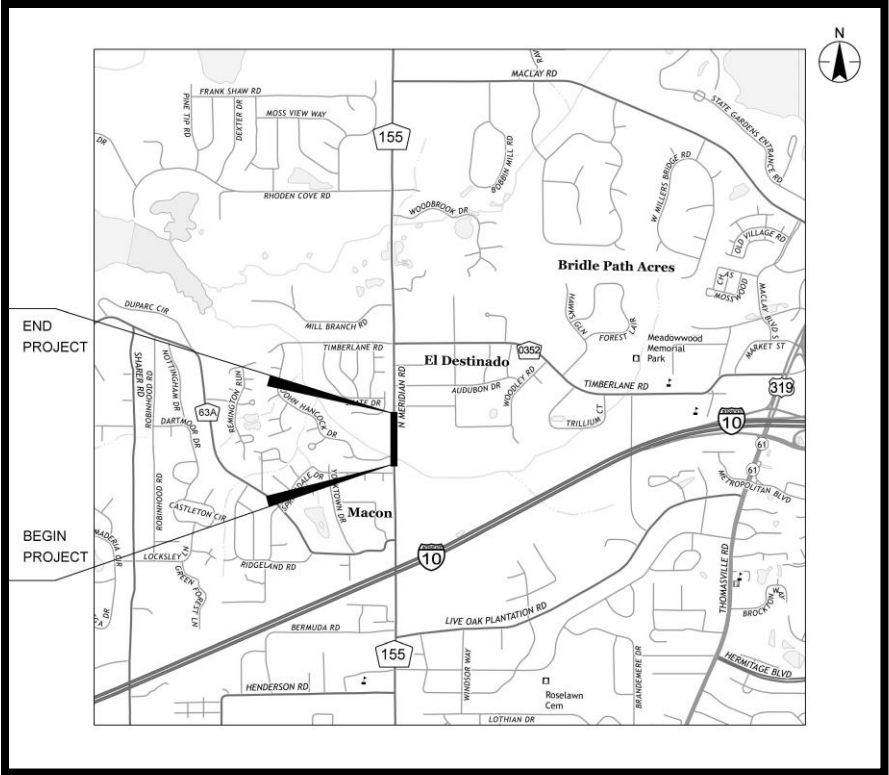 N
MACLAY RD
RAY
FRANK SHAW RD
PINE TIP RD
DEXTER DR
MOSS VIEW WAY
STATE GARDENS ENTRANCE RD
155
DR
BOBBIN MILL RD
W MILLERS BRIDGE RD
RHODEN COVE RD
WOODBROOK DR
OLD VILLAGE RD
Bridle Path Acres
CHAS
MOSSWOOD
MACLAY BLVD S
HAWKS GLN
FOREST LAIR
DUPARC CIR
END
PROJECT
MILL BRANCH RD
Meadowwood
Memorial
Park
MARKET ST
TIMBERLANE RD
0352
El Destinado
SHARER RD
ROBINHOOD RD
NOTTINGHAM DR
REMINGTON RUN
N MERIDIAN RD
AUDUBON DR
WOODLEY RD
TIMBERLANE RD
319
JOHN HANCOCK DR
63A
DARTMOOR DR
TRILLIUM CT
10
61
61
METROPOLITAN BLVD
YORKTOWN DR
ROBINHOOD RD
CASTLETON CIR
Macon
BEGIN
PROJECT
LOCKSLEY LN
RIDGELAND RD
10
GREEN FOREST LN
THOMASVILLE RD
BROCKTON WAY
LIVE OAK PLANTATION RD
BERMUDA RD
155
WINDSOR WAY
BRANDEMERE DR
HERMITAGE BLVD
HENDERSON RD
Roselawn
Cem
LOTHIAN DR